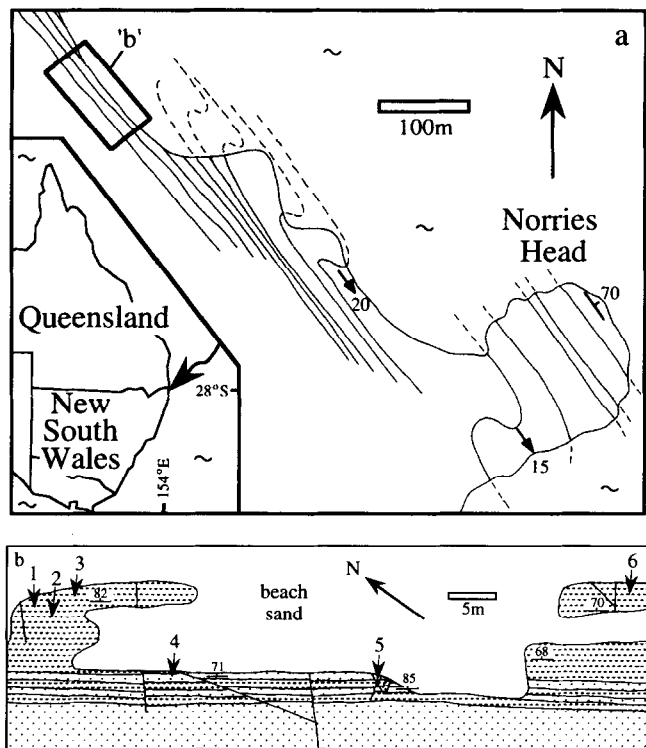 'b'
a
N
100m
Norries
Head
70
20
Queensland
28°S
New
South
Wales
154°E
15
b
1
2
3
82
N
beach
sand
5m
6
70
4
71
5
85
68